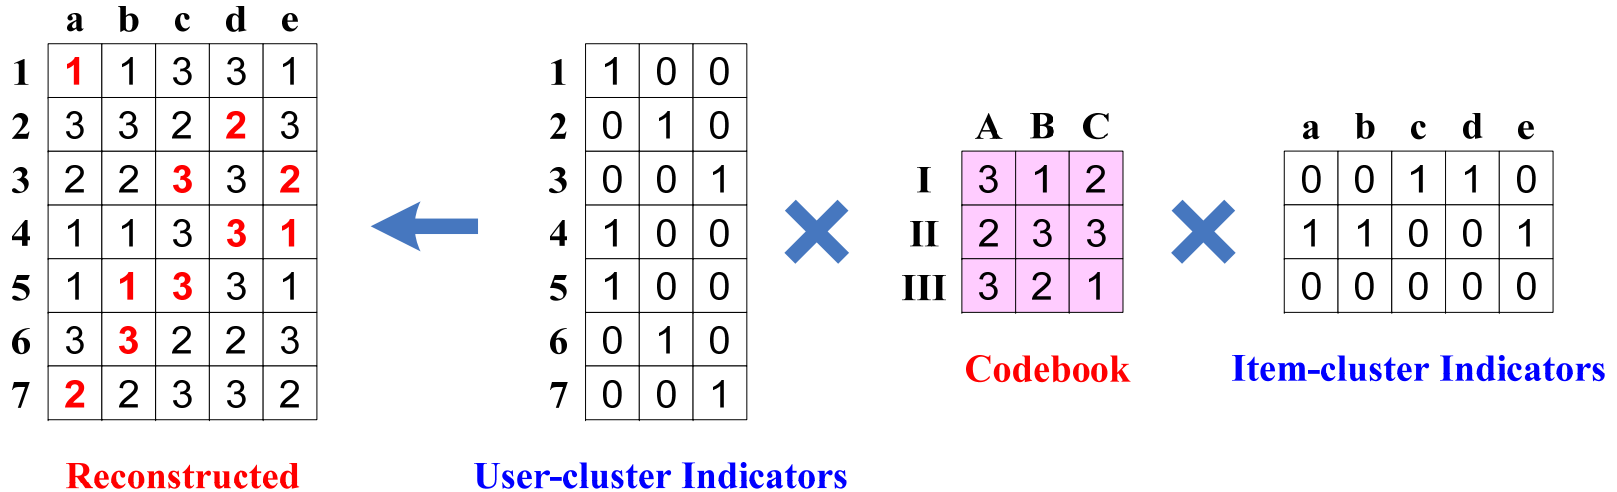 a b c d e
1 1 1 3 3 1
2 3 3 2 2 3
3 2 2 3 3 2
4 1 1 3 3 1
5 1 1 3 3 1
6 3 3 2 2 3
7 2 2 3 3 2
Reconstructed
1 1 0 0
2 0 1 0
3 0 0 1
4 1 0 0
5 1 0 0
6 0 1 0
7 0 0 1
User-cluster Indicators
A B C
I 3 1 2
II 2 3 3
III 3 2 1
Codebook
a b c d e
0 0 1 1 0
1 1 0 0 1
0 0 0 0 0
Item-cluster Indicators